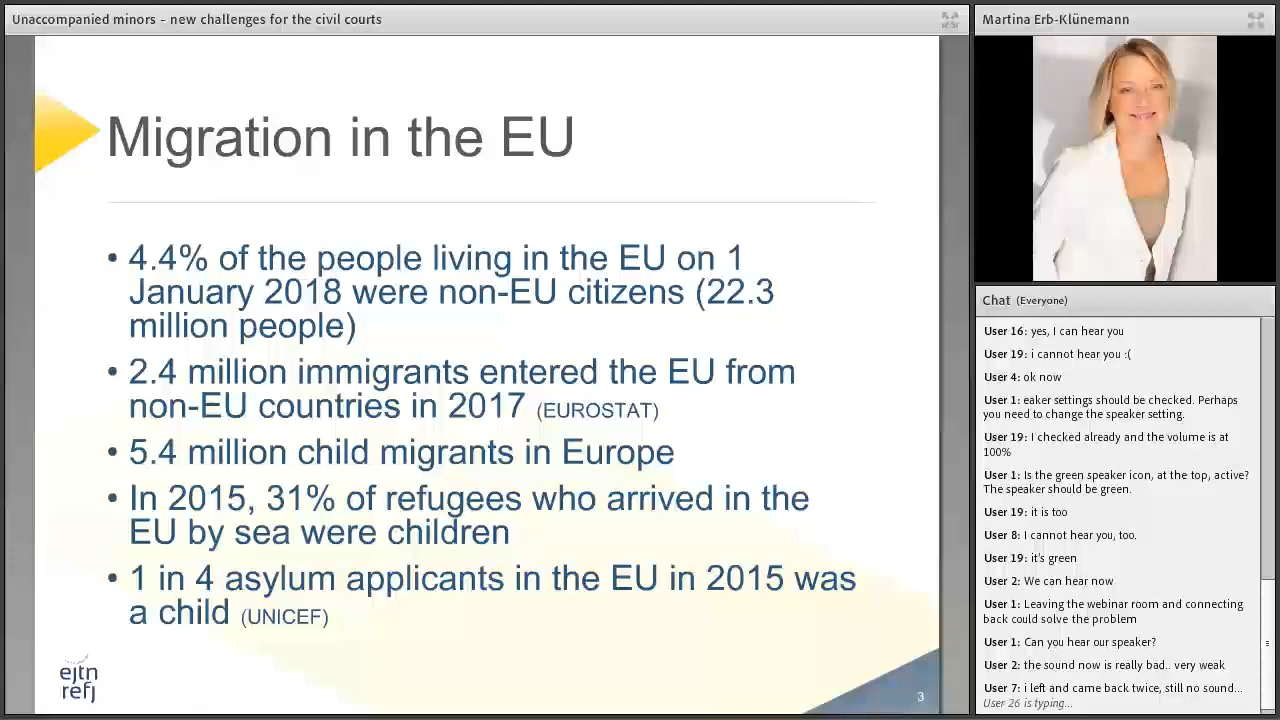 Unaccompanied minors - new challenges for the civil courts
Migration in the EU
• 4.4% of the people living in the EU on 1
January 2018 were non-EU citizens (22.3
million people)
• 2.4 million immigrants entered the EU from
non-EU countries in 2017 (EUROSTAT)
• 5.4 million child migrants in Europe
• In 2015, 31% of refugees who arrived in the
EU by sea were children
• 1 in 4 asylum applicants in the EU in 2015 was
a child (UNICEF)
ejtn
refj
3
Martina Erb-Klünemann
Chat (Everyone)
User 16: yes, I can hear you
User 19: i cannot hear you :(
User 4: ok now
User 1: eaker settings should be checked. Perhaps
you need to change the speaker setting.
User 19: I checked already and the volume is at
100%
User 1: Is the green speaker icon, at the top, active?
The speaker should be green.
User 19: it is too
User 8: I cannot hear you, too.
User 19: it's green
User 2: We can hear now
User 1: Leaving the webinar room and connecting
back could solve the problem
User 1: Can you hear our speaker?
User 2: the sound now is really bad.. very weak
User 7: i left and came back twice, still no sound...
User 26 is typing...